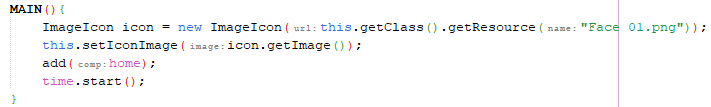 MAIN(){
ImageIcon icon = new ImageIcon(url:this.getClass().getResource(name:"Face 01.png"));
this.setIconImage(image:icon.getImage());
add(comp:home);
time.start();
}